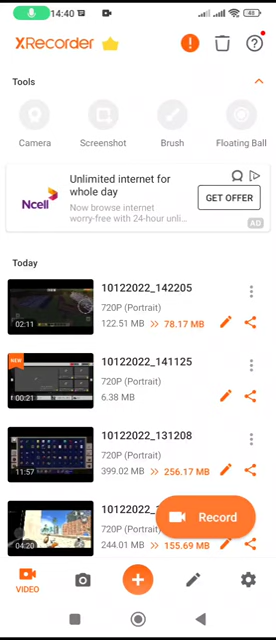 14:40
48
XRecorder
Tools
Camera
Screenshot
Brush
Floating Ball
Unlimited internet for
whole day
Ncell
Now browse internet
worry-free with 24-hour unli...
GET OFFER
AD
Today
10122022_142205
720P (Portrait)
122.51 MB >> 78.17 MB
02:11
NEW
10122022_141125
720P (Portrait)
6.38 MB
00:21
10122022_131208
720P (Portrait)
399.02 MB >> 256.17 MB
11:57
10122022_
720P (Portrait)
244.01 MB >> 155.69 MB
04:20
Record
VIDEO